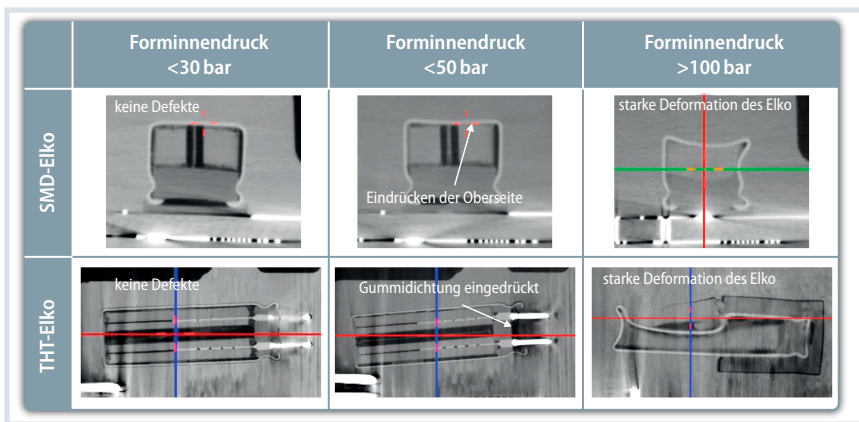 Forminnendruck
<30 bar
Forminnendruck
<50 bar
Forminnendruck
>100 bar
SMD-Elko
keine Defekte
Eindrücken der Oberseite
starke Deformation des Elko
THT-Elko
keine Defekte
Gummidichtung eingedrückt
starke Deformation des Elko